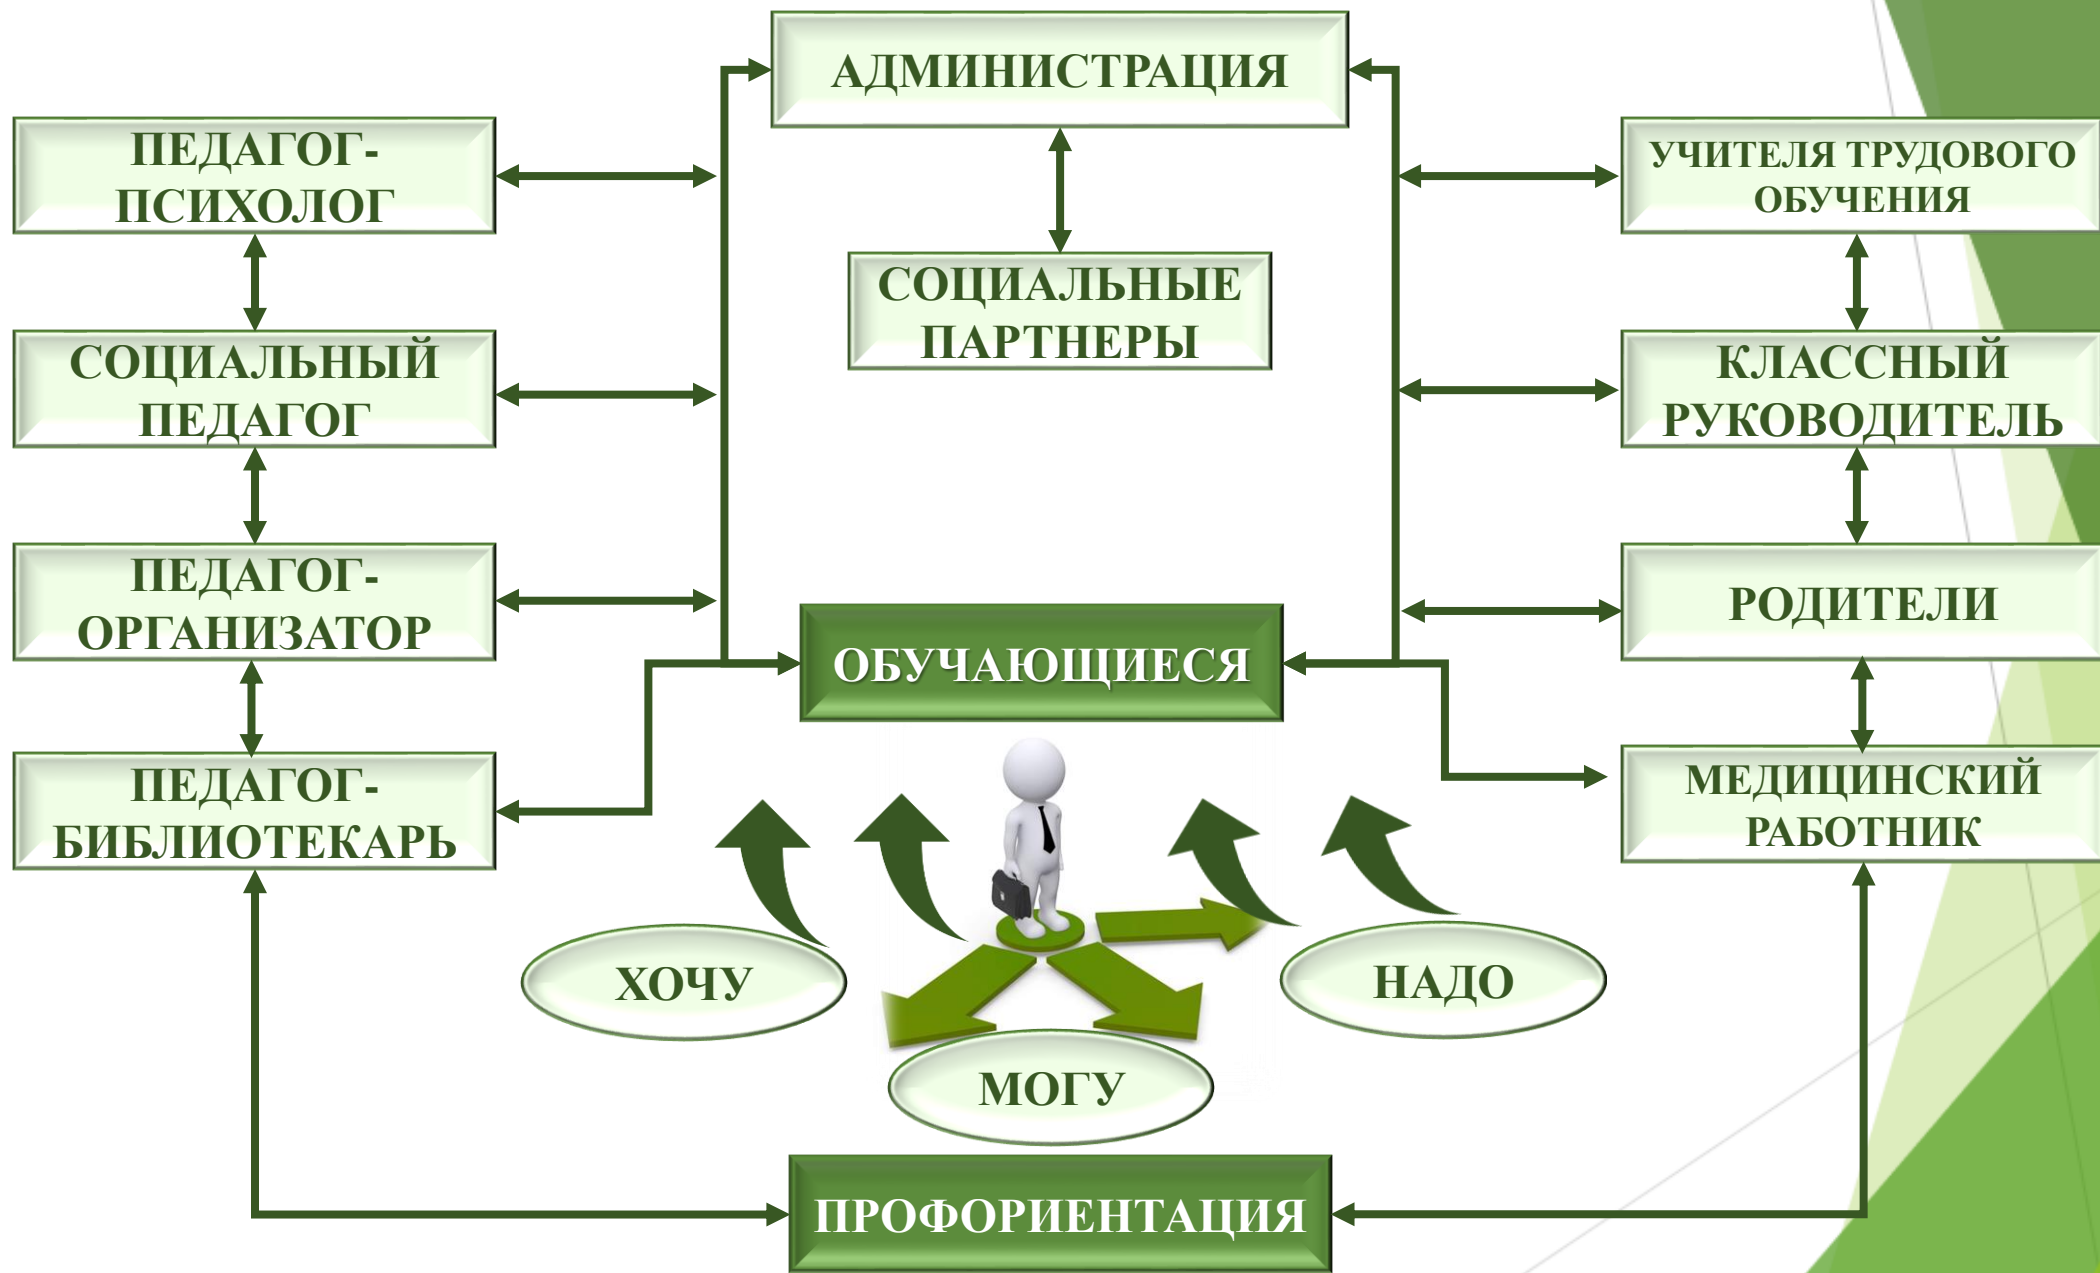 АДМИНИСТРАЦИЯ
ПЕДАГОГ-
ПСИХОЛОГ
УЧИТЕЛЯ ТРУДОВОГО
ОБУЧЕНИЯ
СОЦИАЛЬНЫЕ
ПАРТНЕРЫ
СОЦИАЛЬНЫЙ
ПЕДАГОГ
КЛАССНЫЙ
РУКОВОДИТЕЛЬ
ПЕДАГОГ-
ОРГАНИЗАТОР
РОДИТЕЛИ
ОБУЧАЮЩИЕСЯ
ПЕДАГОГ-
БИБЛИОТЕКАРЬ
МЕДИЦИНСКИЙ
РАБОТНИК
ХОЧУ
НАДО
МОГУ
ПРОФОРИЕНТАЦИЯ